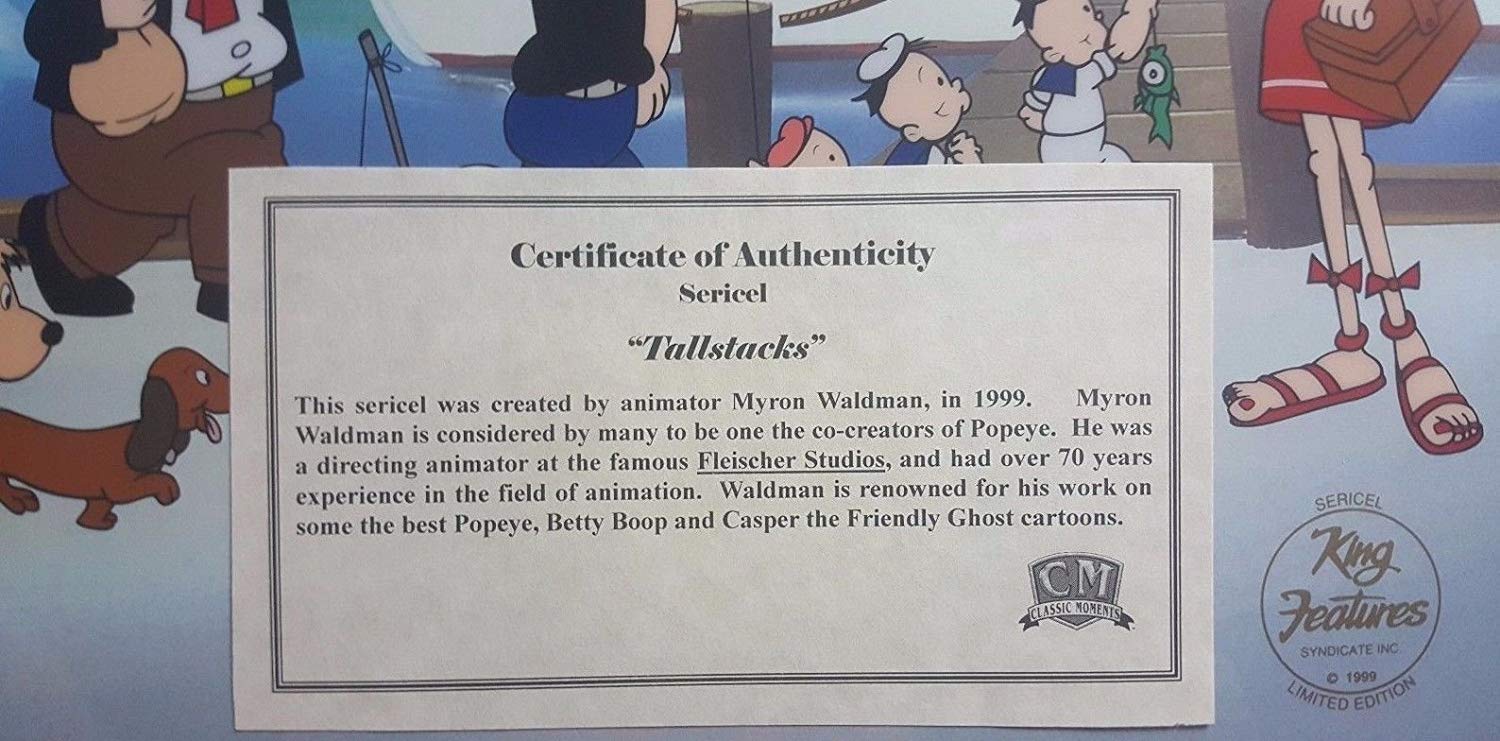 Certificate of Authenticity
Sericel
“Tallstacks”
This sericel was created by animator Myron Waldman, in 1999. Myron
Waldman is considered by many to be one the co-creators of Popeye. He was
a directing animator at the famous Fleischer Studios, and had over 70 years
experience in the field of animation. Waldman is renowned for his work on
some the best Popeye, Betty Boop and Casper the Friendly Ghost cartoons.
CM
CLASSIC MOMENTS
SERICEL
King
Features
SYNDICATE INC.
© 1999
LIMITED EDITION